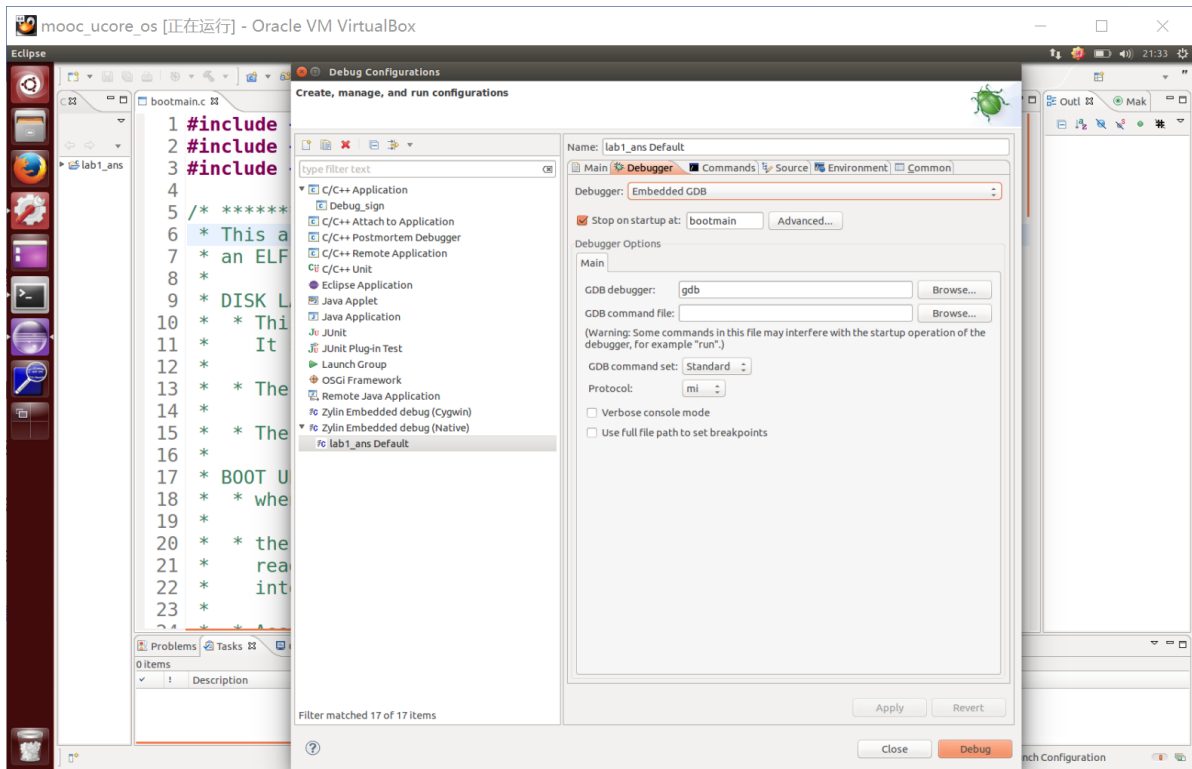 mooc_ucore_os [正在运行] - Oracle VM VirtualBox
Eclipse
21:33
Debug Configurations
Create, manage, and run configurations
bootmain.c
lab1_ans
1 #include
2 #include
3 #include
4
5 /* *******
6 * This a
7 * an ELF
8 *
9 * DISK L
10 * * Thi
11 * It
12 *
13 * * The
14 *
15 * * The
16 *
17 * BOOT U
18 * * whe
19 *
20 * * the
21 * rea
22 * int
23 *
type filter text
C/C++ Application
Debug_sign
C/C++ Attach to Application
C/C++ Postmortem Debugger
C/C++ Remote Application
C/C++ Unit
Eclipse Application
Java Applet
Java Application
JUnit
JUnit Plug-in Test
Launch Group
OSGi Framework
Remote Java Application
Zylin Embedded debug (Cygwin)
Zylin Embedded debug (Native)
lab1_ans Default
Filter matched 17 of 17 items
Name: lab1_ans Default
Main Debugger Commands Source Environment Common
Debugger: Embedded GDB
Stop on startup at: bootmain Advanced...
Debugger Options
Main
GDB debugger: gdb Browse...
GDB command file: Browse...
(Warning: Some commands in this file may interfere with the startup operation of the
debugger, for example "run".)
GDB command set: Standard
Protocol: mi
Verbose console mode
Use full file path to set breakpoints
Apply Revert
Close Debug
Outl Mak
Problems Tasks
0 items
! Description
nch Configuration